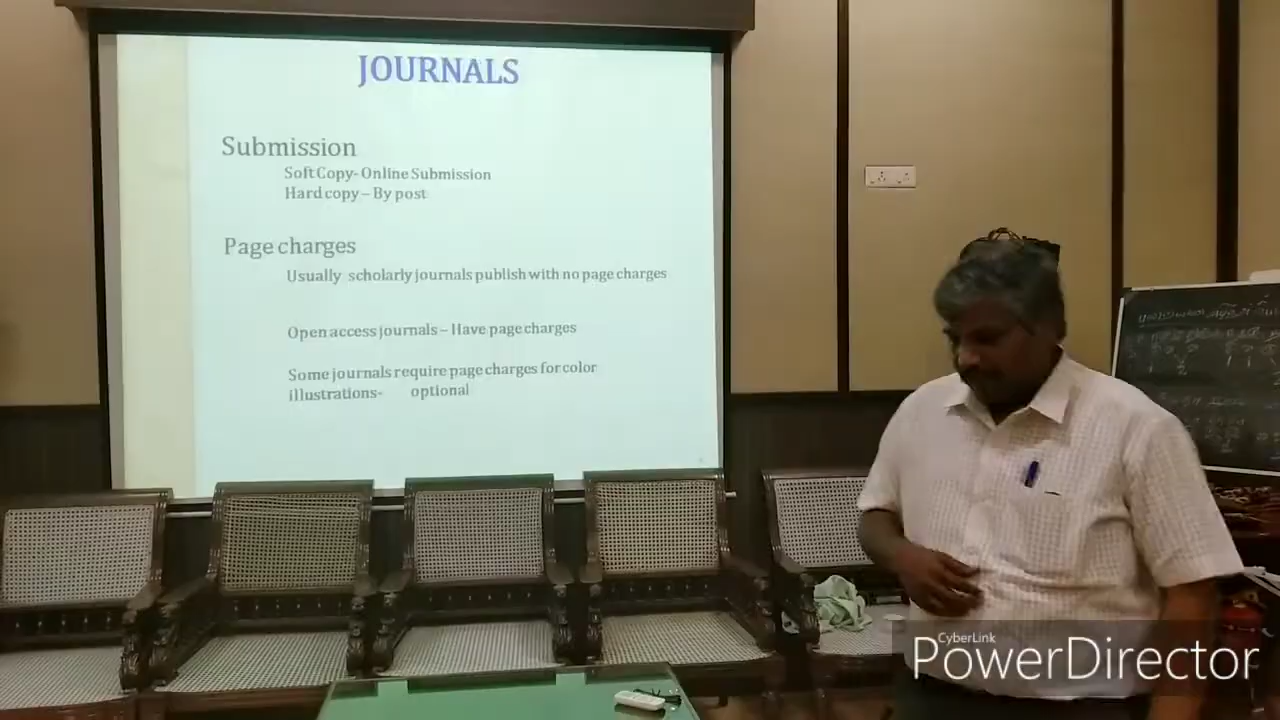 JOURNALS
Submission
Soft Copy- Online Submission
Hard copy – By post
Page charges
Usually scholarly journals publish with no page charges
Open access journals – Have page charges
Some journals require page charges for color
illustrations- optional
CyberLink
PowerDirector